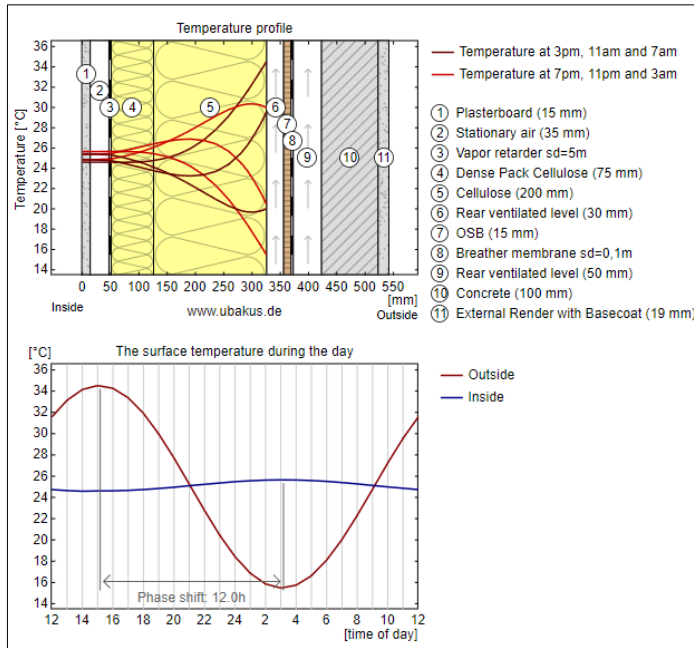 Temperature profile
Temperature [°C]
36
34
32
30
28
26
24
22
20
18
16
14
1
2
3
4
5
6
7
8
9
10
11
0 50 100 150 200 250 300 350 400 450 500 550
[mm]
Inside
www.ubakus.de
Outside
Temperature at 3pm, 11am and 7am
Temperature at 7pm, 11pm and 3am
1 Plasterboard (15 mm)
2 Stationary air (35 mm)
3 Vapor retarder sd=5m
4 Dense Pack Cellulose (75 mm)
5 Cellulose (200 mm)
6 Rear ventilated level (30 mm)
7 OSB (15 mm)
8 Breather membrane sd=0,1m
9 Rear ventilated level (50 mm)
10 Concrete (100 mm)
11 External Render with Basecoat (19 mm)
[°C] The surface temperature during the day
36
34
32
30
28
26
24
22
20
18
16
14
Phase shift: 12.0h
12 14 16 18 20 22 24 2 4 6 8 10 12
[time of day]
Outside
Inside